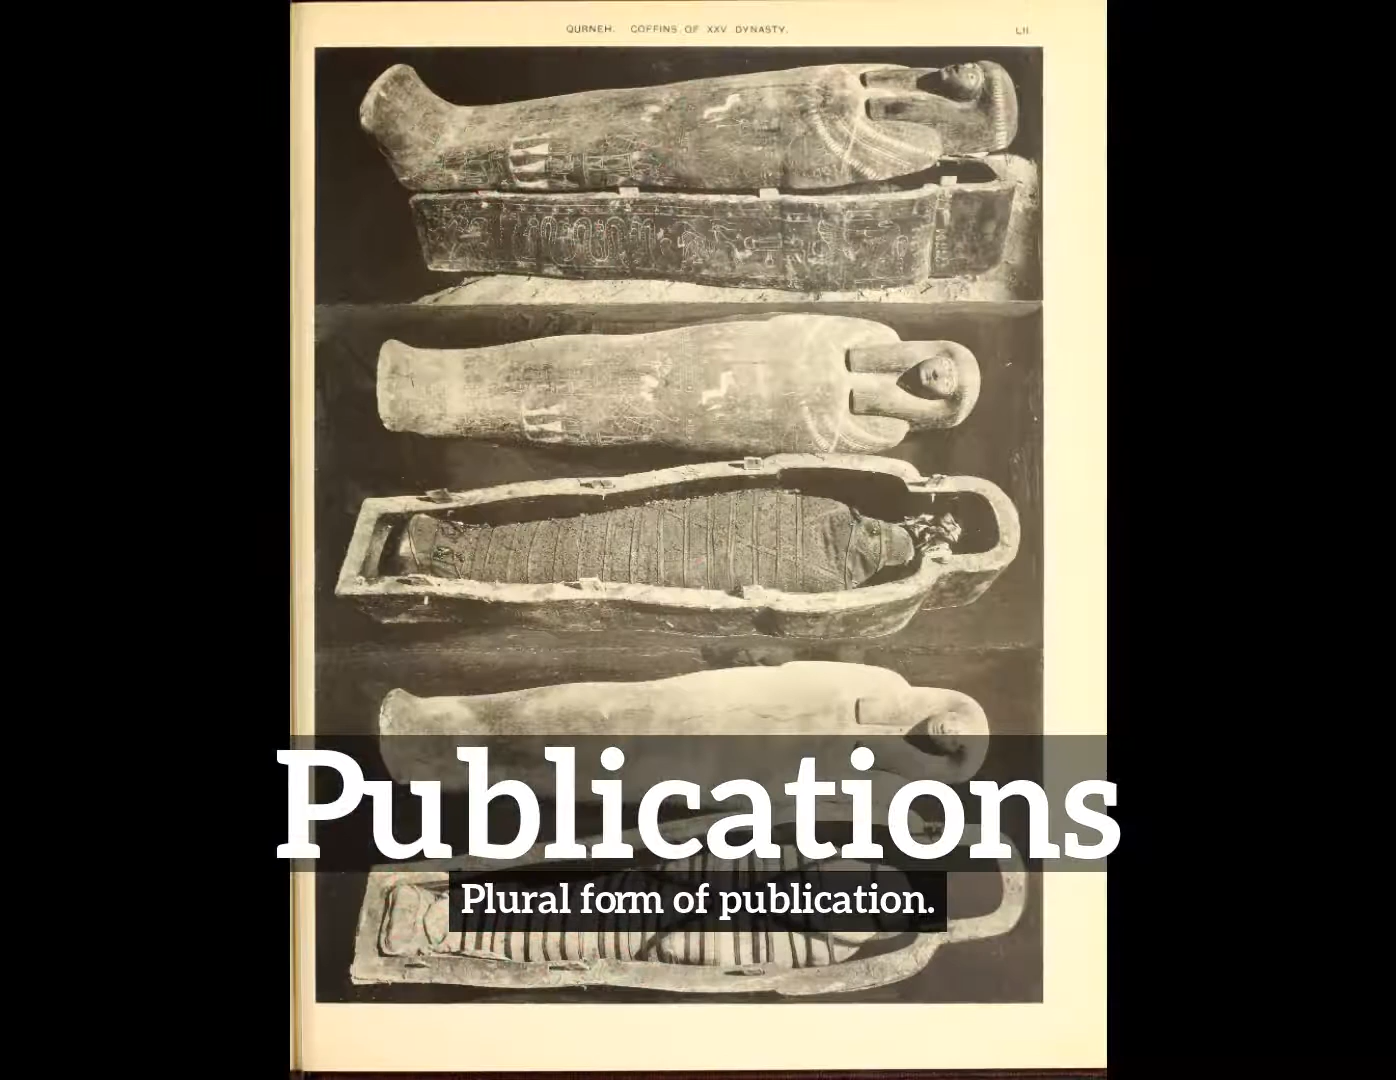 QURNEH. COFFINS OF XXV DYNASTY.
LII
Publications
Plural form of publication.